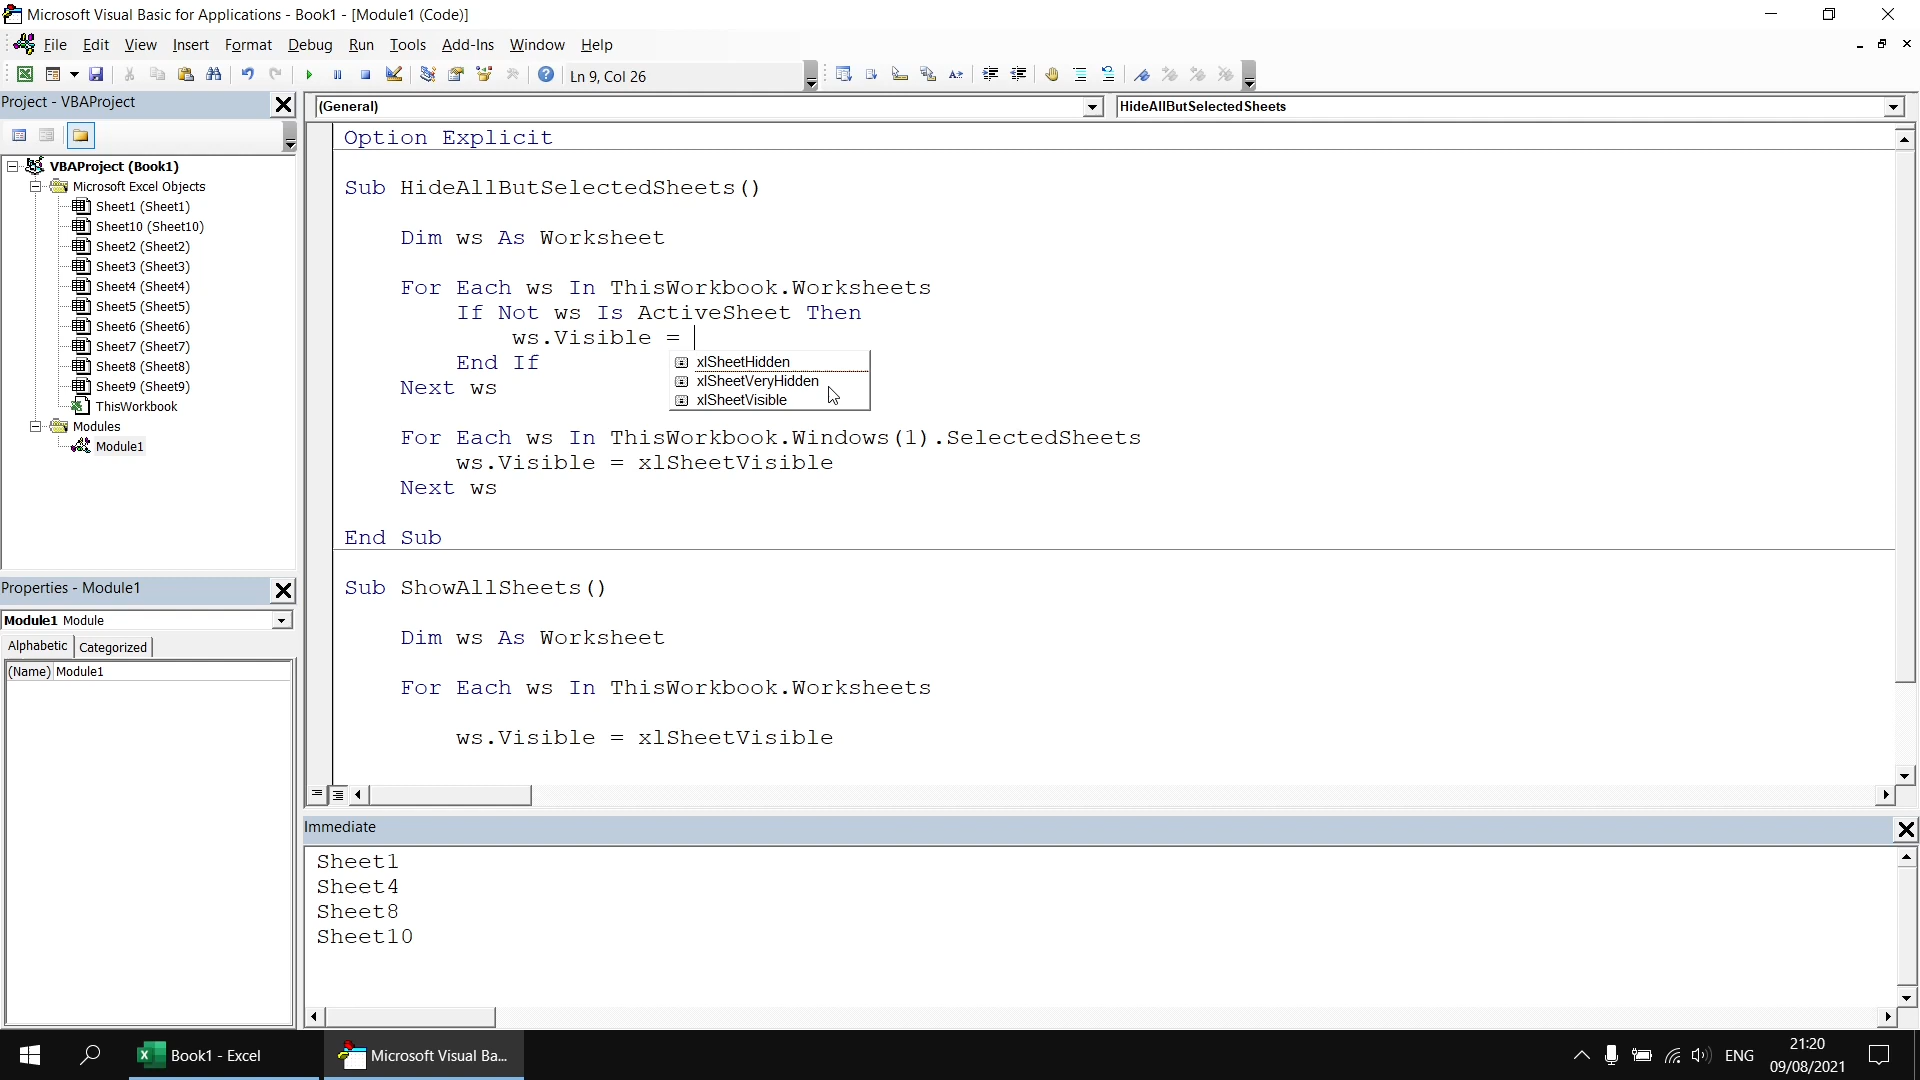 Microsoft Visual Basic for Applications - Book1 - [Module1 (Code)]
File Edit View Insert Format Debug Run Tools Add-Ins Window Help
Ln 9, Col 26
Project - VBAProject
(General)
HideAllButSelectedSheets
VBAProject (Book1)
Microsoft Excel Objects
Sheet1 (Sheet1)
Sheet10 (Sheet10)
Sheet2 (Sheet2)
Sheet3 (Sheet3)
Sheet4 (Sheet4)
Sheet5 (Sheet5)
Sheet6 (Sheet6)
Sheet7 (Sheet7)
Sheet8 (Sheet8)
Sheet9 (Sheet9)
ThisWorkbook
Modules
Module1
Properties - Module1
Module1 Module
Alphabetic Categorized
(Name) Module1
Option Explicit
Sub HideAllButSelectedSheets()
Dim ws As Worksheet
For Each ws In ThisWorkbook.Worksheets
If Not ws Is ActiveSheet Then
ws.Visible =
xlSheetHidden
xlSheetVeryHidden
xlSheetVisible
End If
Next ws
For Each ws In ThisWorkbook.Windows(1).SelectedSheets
ws.Visible = xlSheetVisible
Next ws
End Sub
Sub ShowAllSheets()
Dim ws As Worksheet
For Each ws In ThisWorkbook.Worksheets
ws.Visible = xlSheetVisible
Immediate
Sheet1
Sheet4
Sheet8
Sheet10
Book1 - Excel
Microsoft Visual Ba...
ENG
21:20
09/08/2021